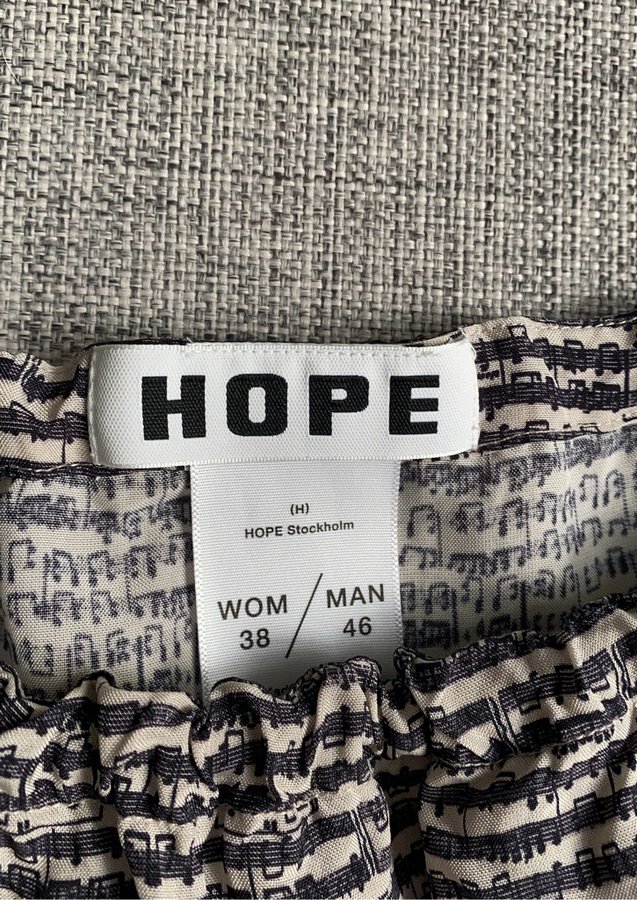 HOPE
(H)
HOPE Stockholm
WOM / MAN
38 / 46